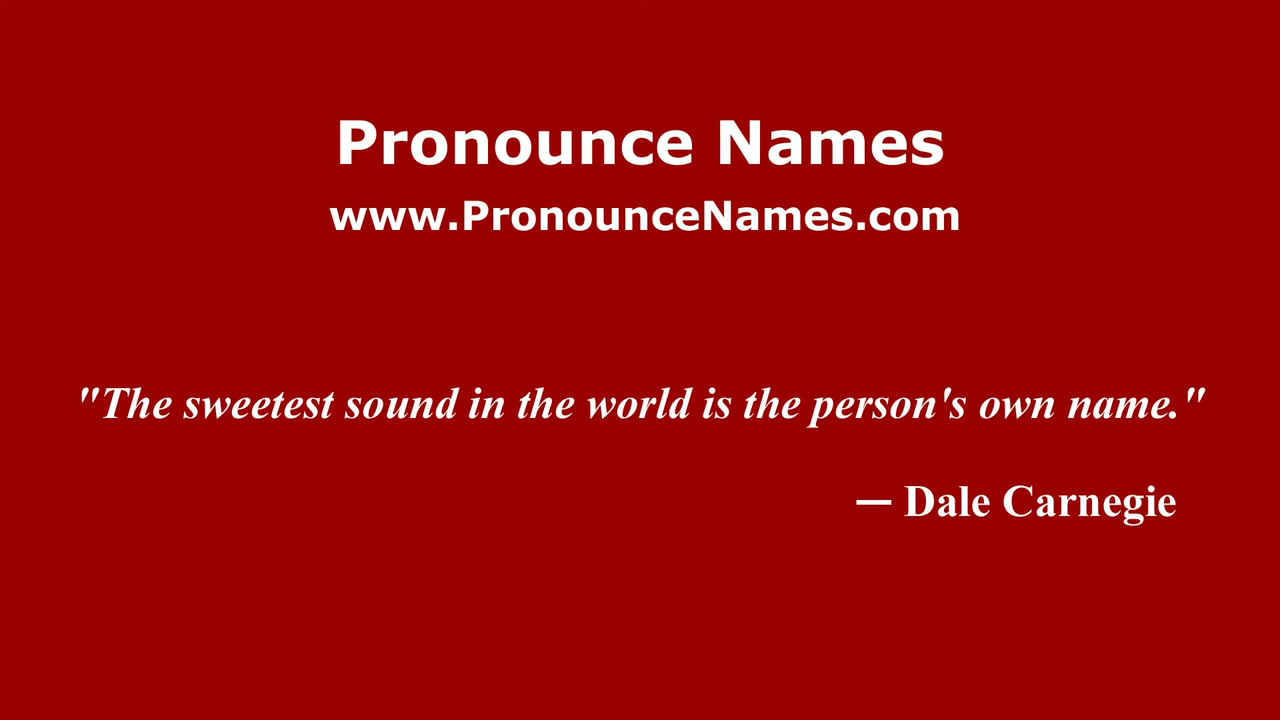 Pronounce Names
www.PronounceNames.com
"The sweetest sound in the world is the person's own name."
— Dale Carnegie